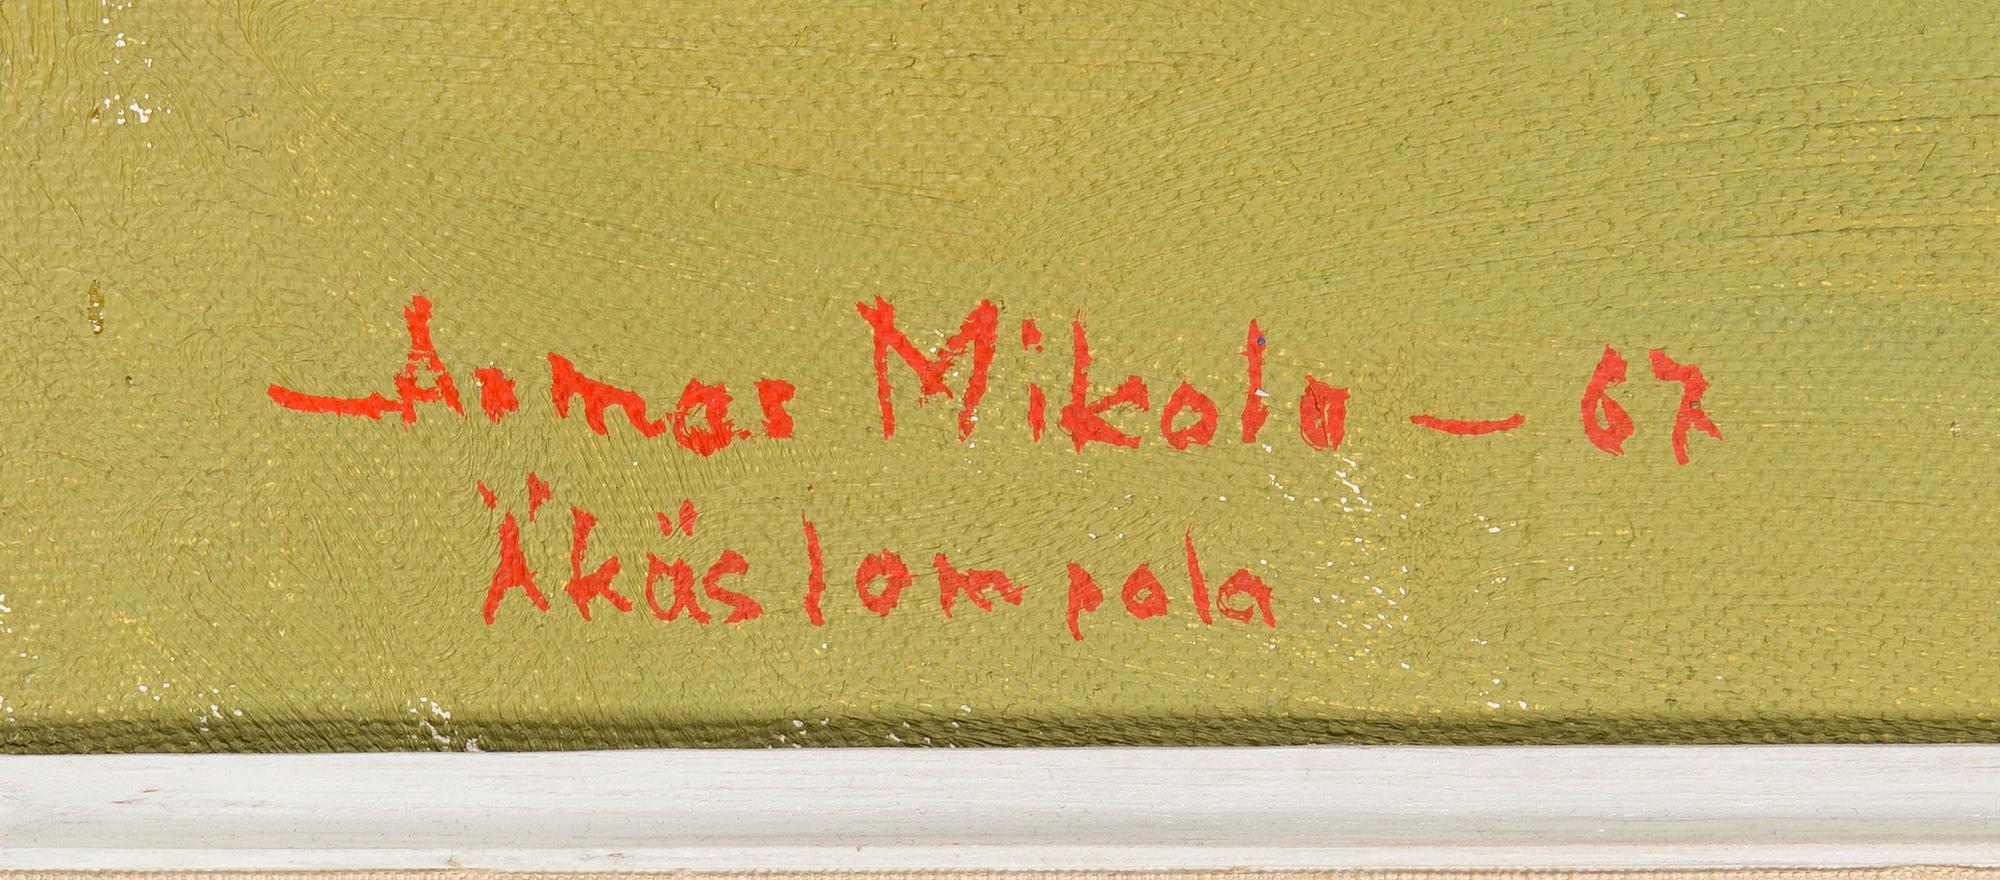 Armas Mikola — 67
Äkäslompola